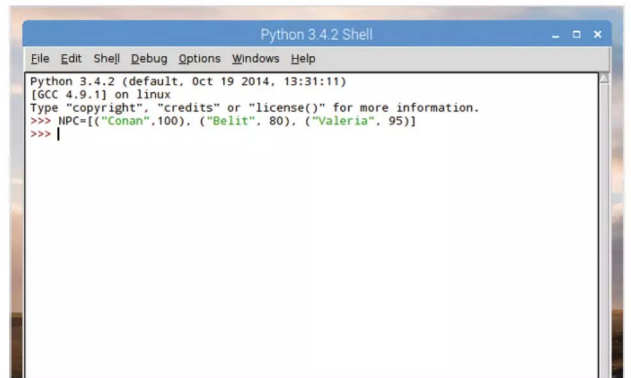 Python 3.4.2 Shell
File Edit Shell Debug Options Windows Help
Python 3.4.2 (default, Oct 19 2014, 13:31:11)
[GCC 4.9.1] on linux
Type "copyright", "credits" or "license()" for more information.
>>> NPC=[("Conan",100), ("Belit", 80), ("Valeria", 95)]
>>>